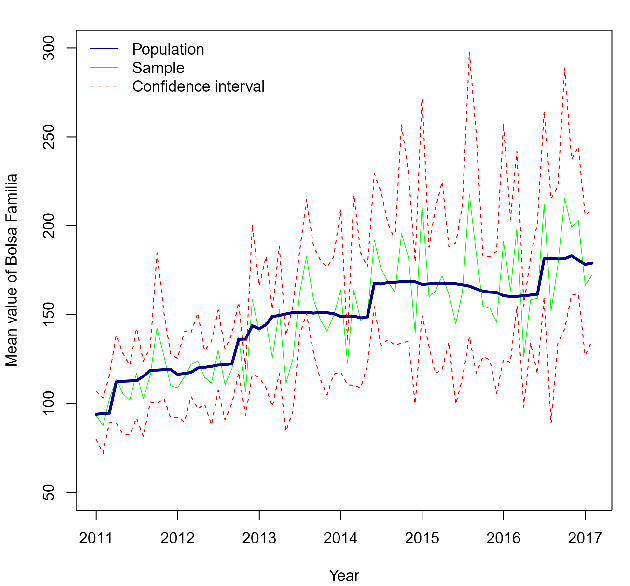 Population
Sample
Confidence interval
Mean value of Bolsa Familia
50
100
150
200
250
300
2011
2012
2013
2014
2015
2016
2017
Year